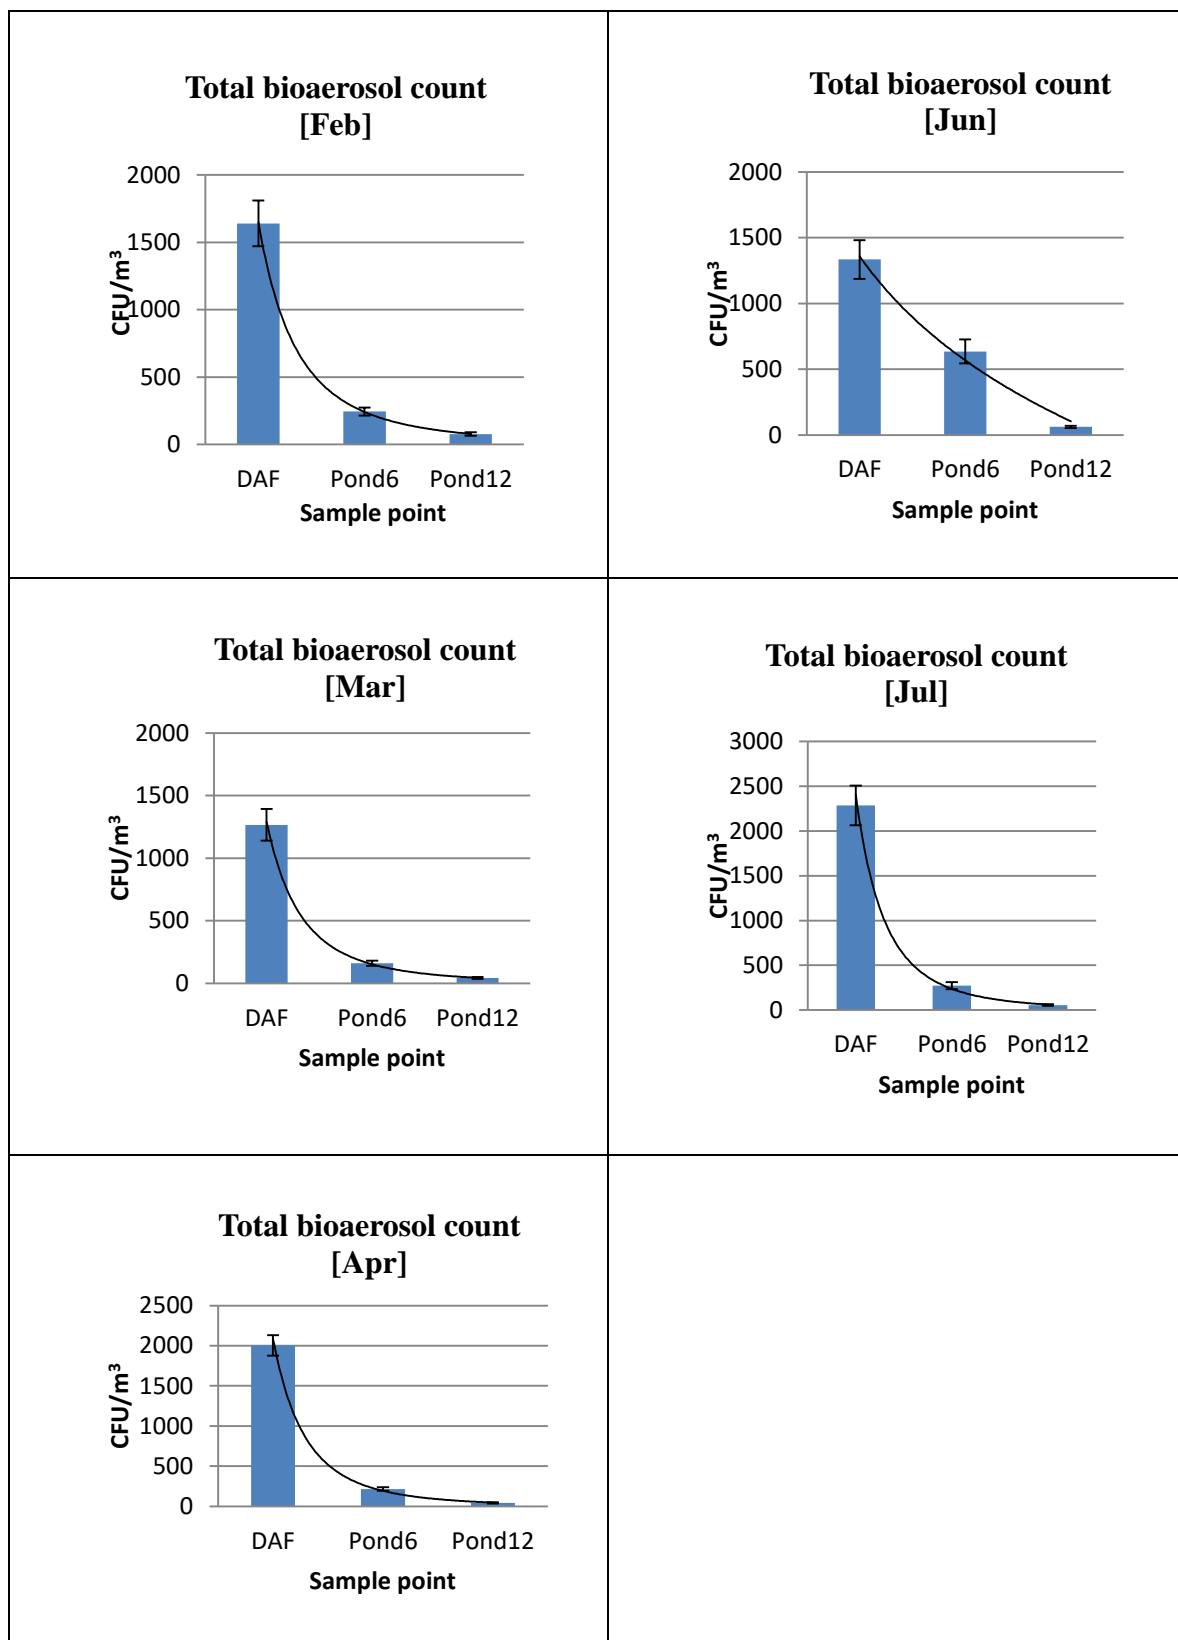 Total bioaerosol count
[Feb]
2000
1500
1000
500
0
CFU/m³
DAF Pond6 Pond12
Sample point
Total bioaerosol count
[Jun]
2000
1500
1000
500
0
CFU/m³
DAF Pond6 Pond12
Sample point
Total bioaerosol count
[Mar]
2000
1500
1000
500
0
CFU/m³
DAF Pond6 Pond12
Sample point
Total bioaerosol count
[Jul]
3000
2500
2000
1500
1000
500
0
CFU/m³
DAF Pond6 Pond12
Sample point
Total bioaerosol count
[Apr]
2500
2000
1500
1000
500
0
CFU/m³
DAF Pond6 Pond12
Sample point